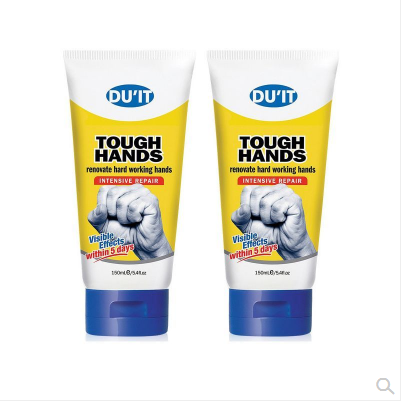 DU'IT
TOUGH
HANDS
renovate hard working hands
INTENSIVE REPAIR
Visible
Effects
within 5 days
150mL℮/5.4fl.oz
DU'IT
TOUGH
HANDS
renovate hard working hands
INTENSIVE REPAIR
Visible
Effects
within 5 days
150mL℮/5.4fl.oz